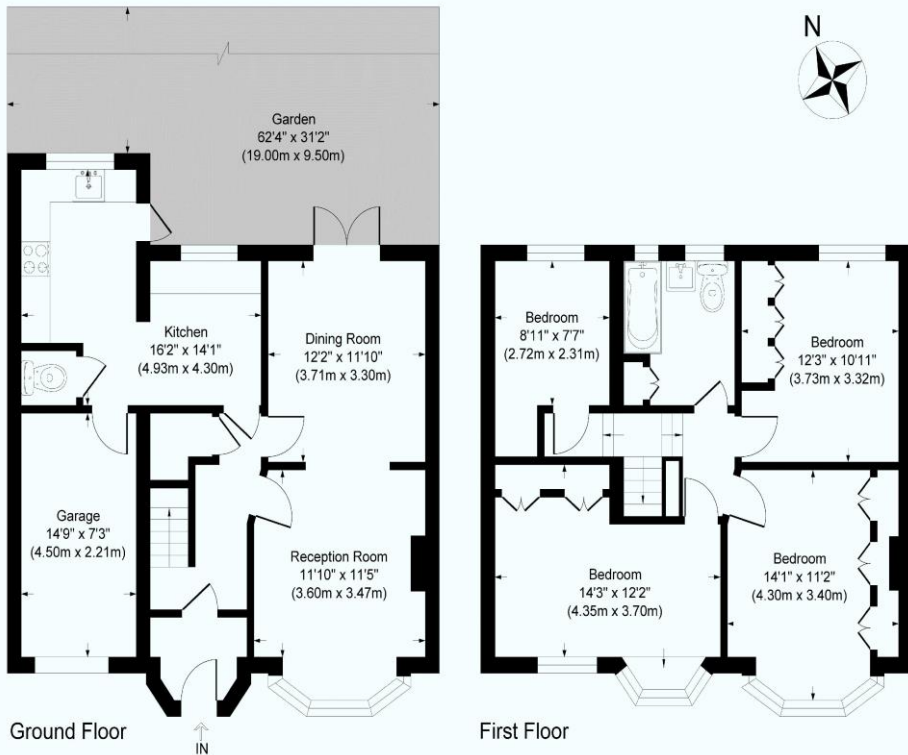 N
Garden
62'4" x 31'2"
(19.00m x 9.50m)
Kitchen
16'2" x 14'1"
(4.93m x 4.30m)
Dining Room
12'2" x 11'10"
(3.71m x 3.30m)
Garage
14'9" x 7'3"
(4.50m x 2.21m)
Reception Room
11'10" x 11'5"
(3.60m x 3.47m)
Ground Floor
IN
Bedroom
8'11" x 7'7"
(2.72m x 2.31m)
Bedroom
12'3" x 10'11"
(3.73m x 3.32m)
Bedroom
14'3" x 12'2"
(4.35m x 3.70m)
Bedroom
14'1" x 11'2"
(4.30m x 3.40m)
First Floor